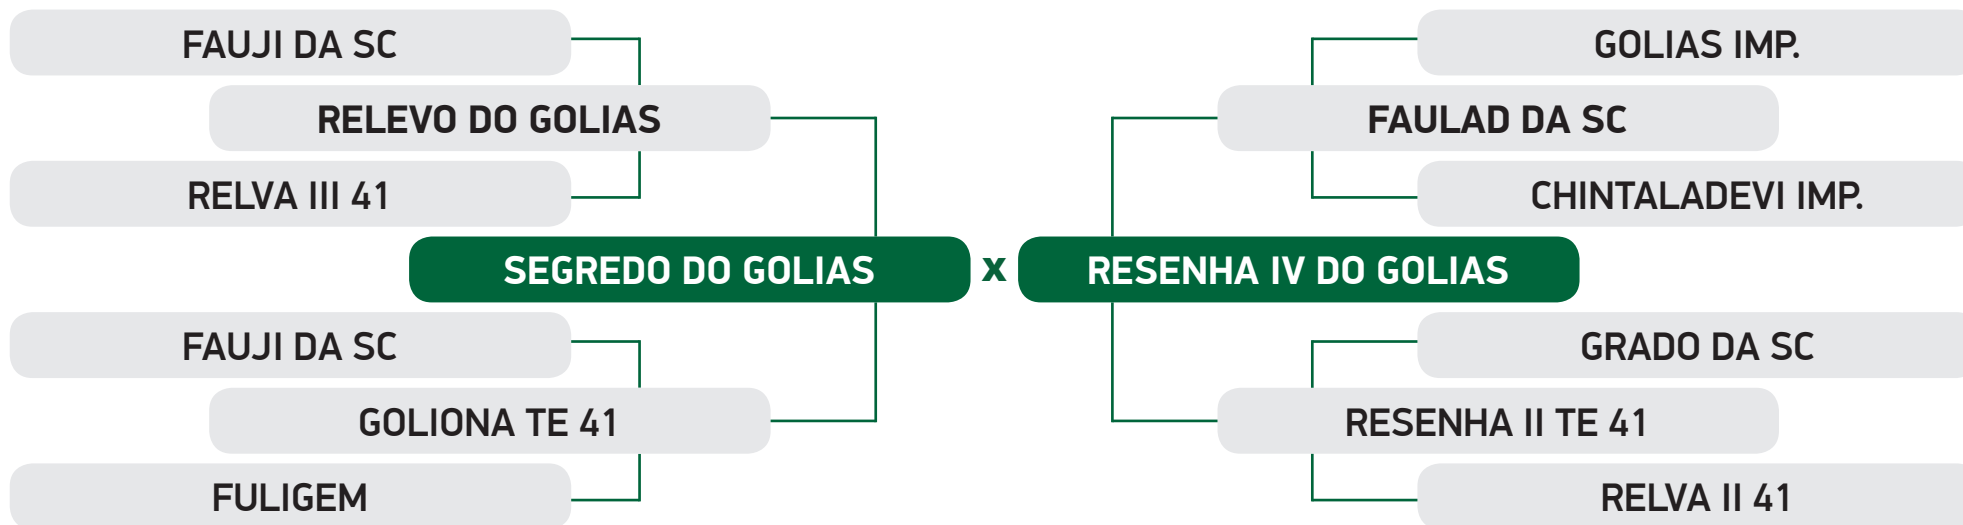 FAUJI DA SC
GOLIAS IMP.
RELEVO DO GOLIAS
FAULAD DA SC
RELVA III 41
CHINTALADEVI IMP.
SEGREDO DO GOLIAS x RESENHA IV DO GOLIAS
FAUJI DA SC
GRADO DA SC
GOLIONA TE 41
RESENHA II TE 41
FULIGEM
RELVA II 41